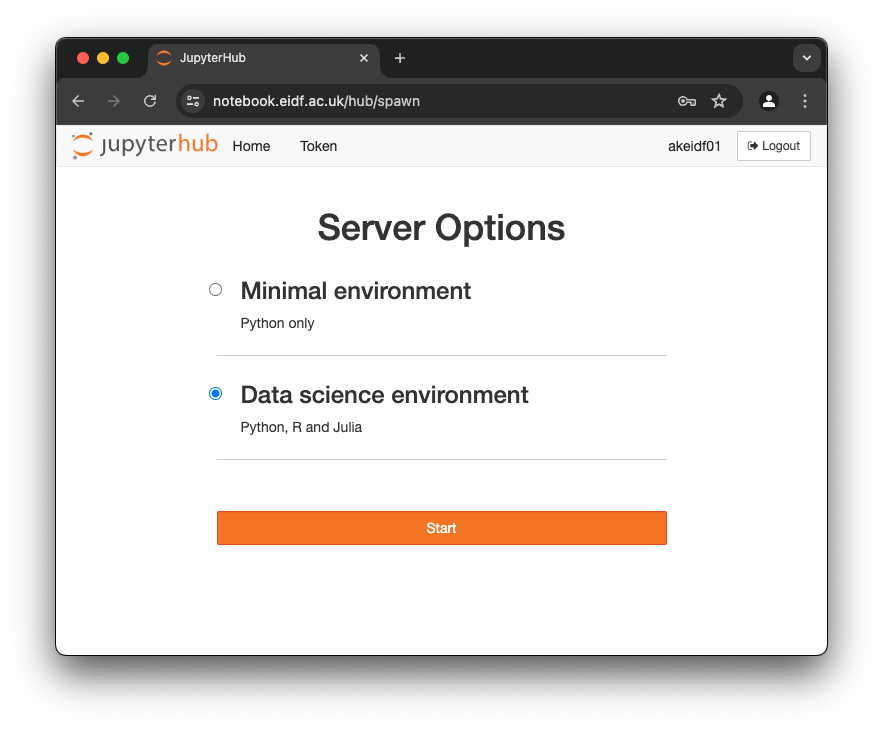 JupyterHub
notebook.eidf.ac.uk/hub/spawn
jupyterhub Home Token akeidf01 Logout
Server Options
Minimal environment
Python only
Data science environment
Python, R and Julia
Start